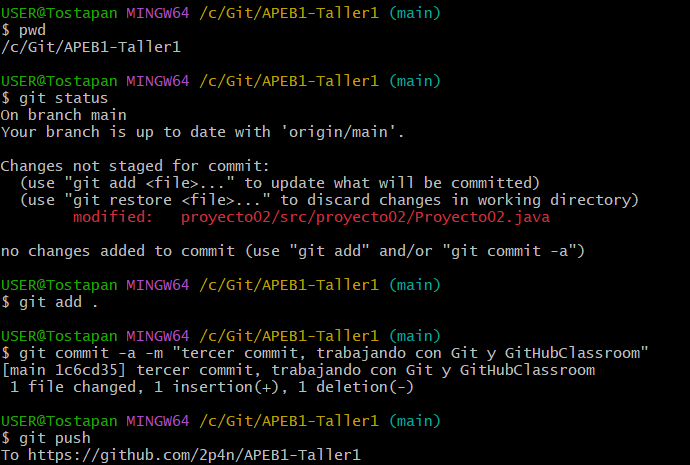 USER@Tostapan MINGW64 /c/Git/APEB1-Taller1 (main)
$ pwd
/c/Git/APEB1-Taller1
USER@Tostapan MINGW64 /c/Git/APEB1-Taller1 (main)
$ git status
On branch main
Your branch is up to date with 'origin/main'.
Changes not staged for commit:
  (use "git add <file>..." to update what will be committed)
  (use "git restore <file>..." to discard changes in working directory)
        modified:   proyecto02/src/proyecto02/Proyecto02.java
no changes added to commit (use "git add" and/or "git commit -a")
USER@Tostapan MINGW64 /c/Git/APEB1-Taller1 (main)
$ git add .
USER@Tostapan MINGW64 /c/Git/APEB1-Taller1 (main)
$ git commit -a -m "tercer commit, trabajando con Git y GitHubClassroom"
[main 1c6cd35] tercer commit, trabajando con Git y GitHubClassroom
 1 file changed, 1 insertion(+), 1 deletion(-)
USER@Tostapan MINGW64 /c/Git/APEB1-Taller1 (main)
$ git push
To https://github.com/2p4n/APEB1-Taller1